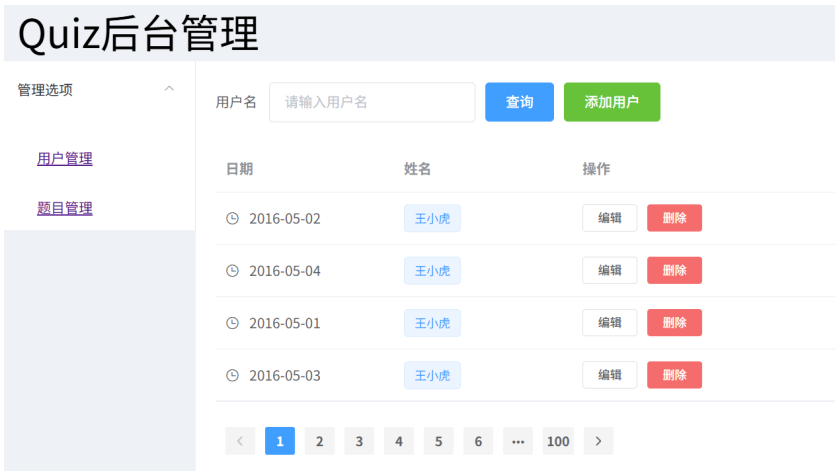 Quiz后台管理
管理选项
用户管理
题目管理
用户名 请输入用户名 查询 添加用户
日期 姓名 操作
2016-05-02 王小虎 编辑 删除
2016-05-04 王小虎 编辑 删除
2016-05-01 王小虎 编辑 删除
2016-05-03 王小虎 编辑 删除
1 2 3 4 5 6 ••• 100